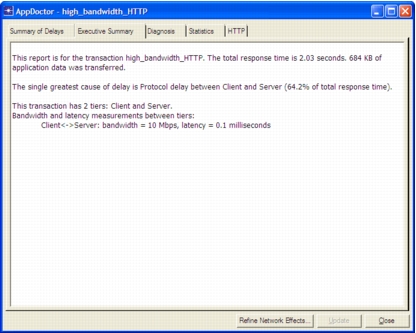 AppDoctor - high_bandwidth_HTTP
Summary of Delays Executive Summary Diagnosis Statistics HTTP
This report is for the transaction high_bandwidth_HTTP. The total response time is 2.03 seconds. 684 KB of
application data was transferred.
The single greatest cause of delay is Protocol delay between Client and Server (64.2% of total response time).
This transaction has 2 tiers: Client and Server.
Bandwidth and latency measurements between tiers:
Client<->Server: bandwidth = 10 Mbps, latency = 0.1 milliseconds
Refine Network Effects... Update Close